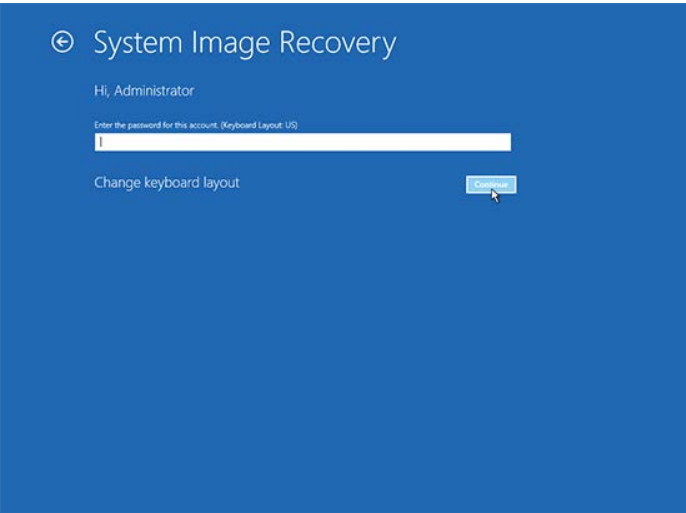 System Image Recovery
Hi, Administrator
Enter the password for this account. (Keyboard Layout: US)
Change keyboard layout
Continue